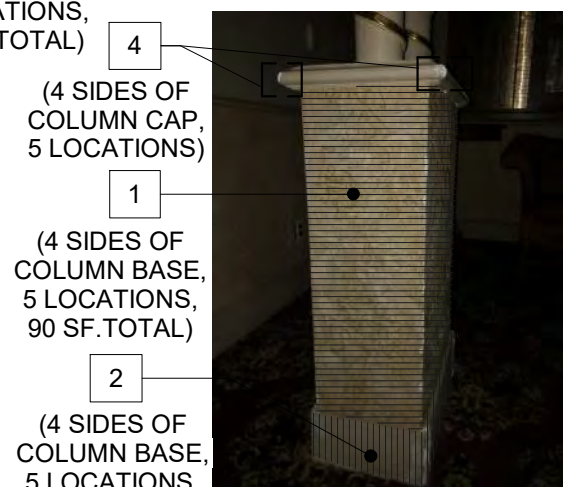 TOTAL)
4
(4 SIDES OF
COLUMN CAP,
5 LOCATIONS)
1
(4 SIDES OF
COLUMN BASE,
5 LOCATIONS,
90 SF.TOTAL)
2
(4 SIDES OF
COLUMN BASE,
5 LOCATIONS,